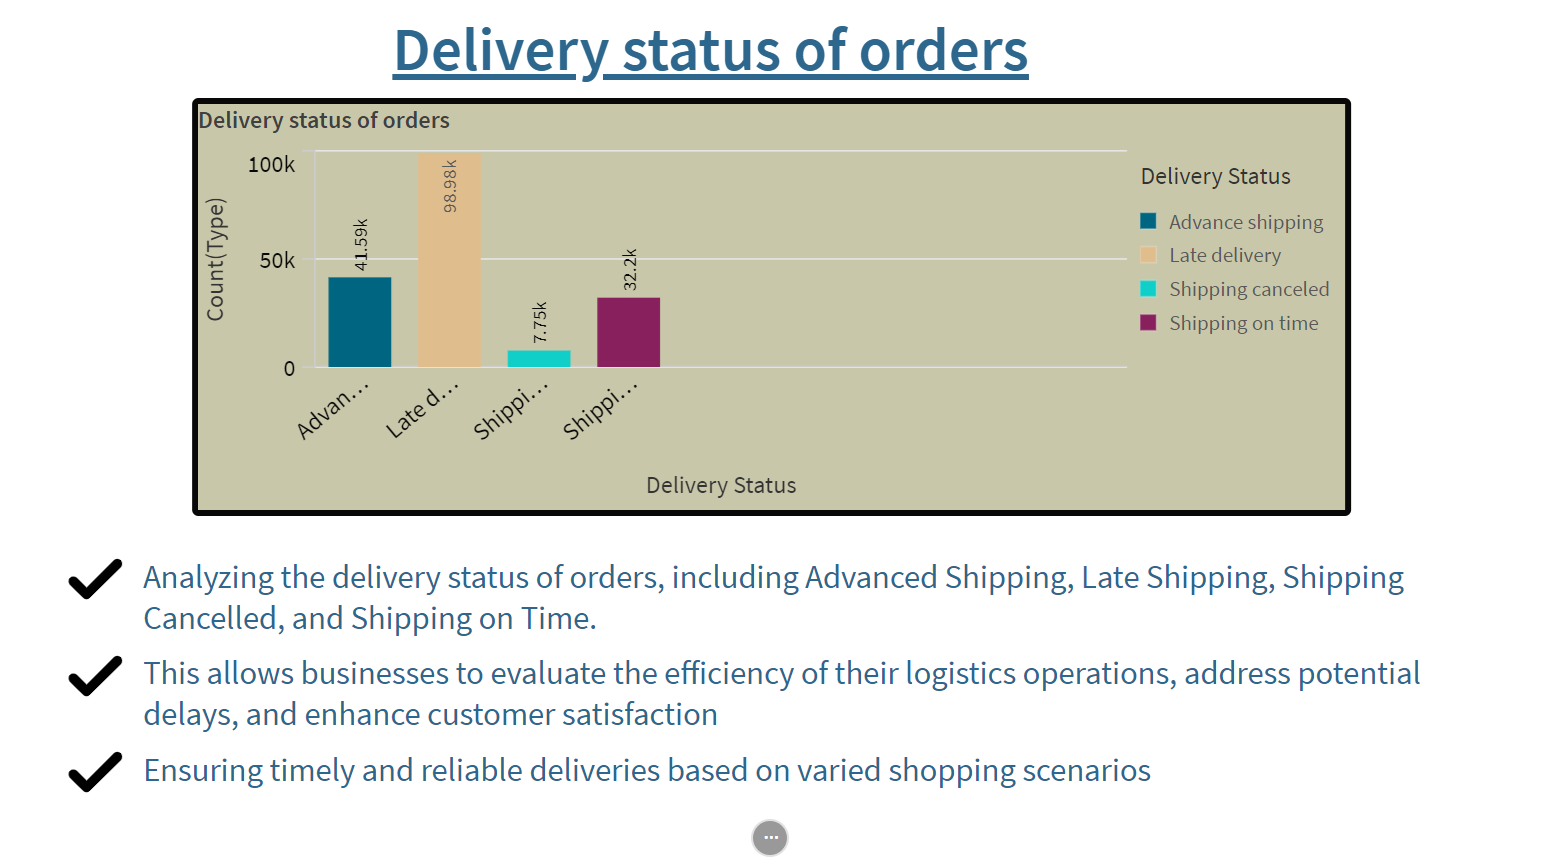 Delivery status of orders
Delivery status of orders
100k
50k
0
Count(Type)
41.59k
98.98k
7.75k
32.2k
Advan...
Late d...
Shippi...
Shippi...
Delivery Status
Delivery Status
Advance shipping
Late delivery
Shipping canceled
Shipping on time
Analyzing the delivery status of orders, including Advanced Shipping, Late Shipping, Shipping
Cancelled, and Shipping on Time.
This allows businesses to evaluate the efficiency of their logistics operations, address potential
delays, and enhance customer satisfaction
Ensuring timely and reliable deliveries based on varied shopping scenarios